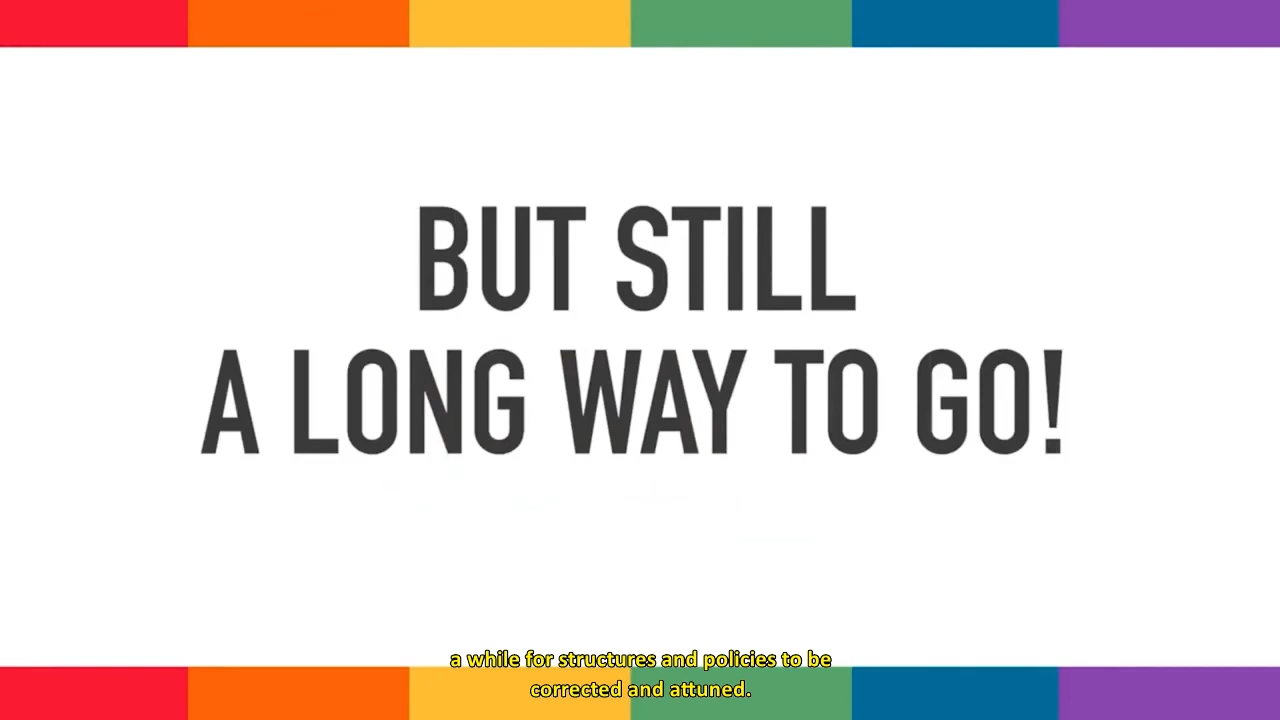 BUT STILL
A LONG WAY TO GO!
a while for structures and policies to be
corrected and attuned.